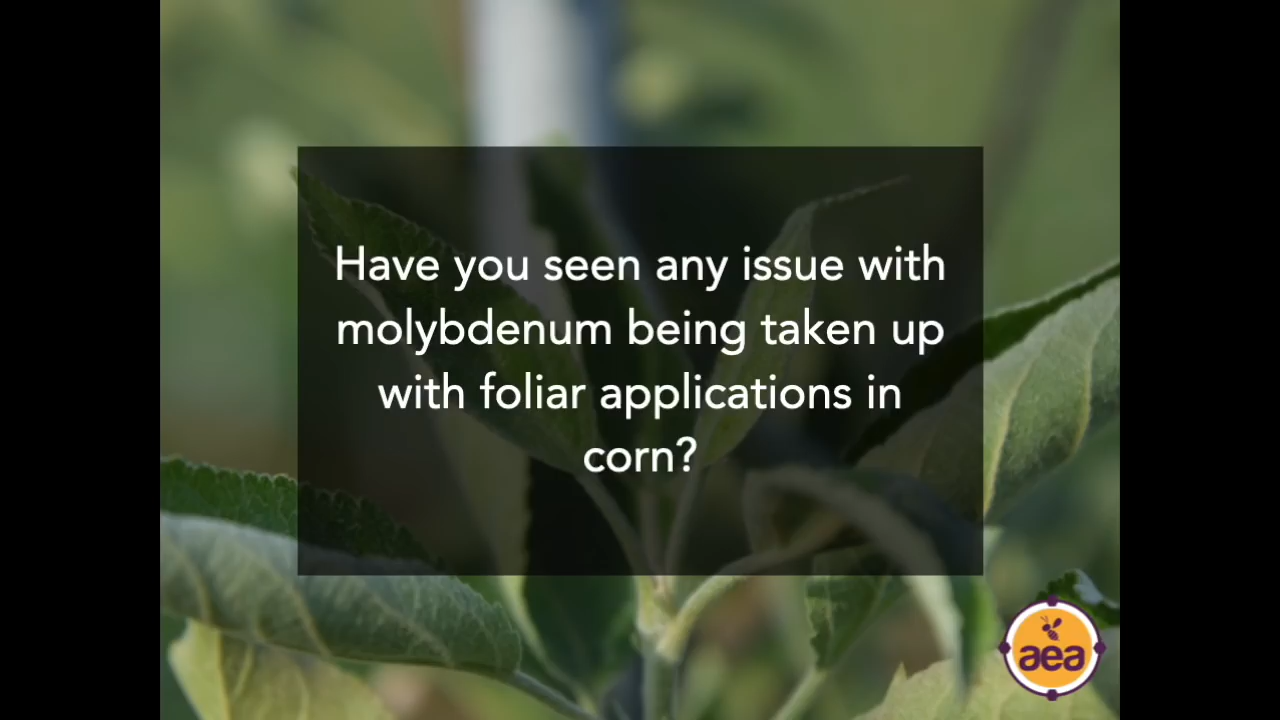 Have you seen any issue with
molybdenum being taken up
with foliar applications in
corn?
aea